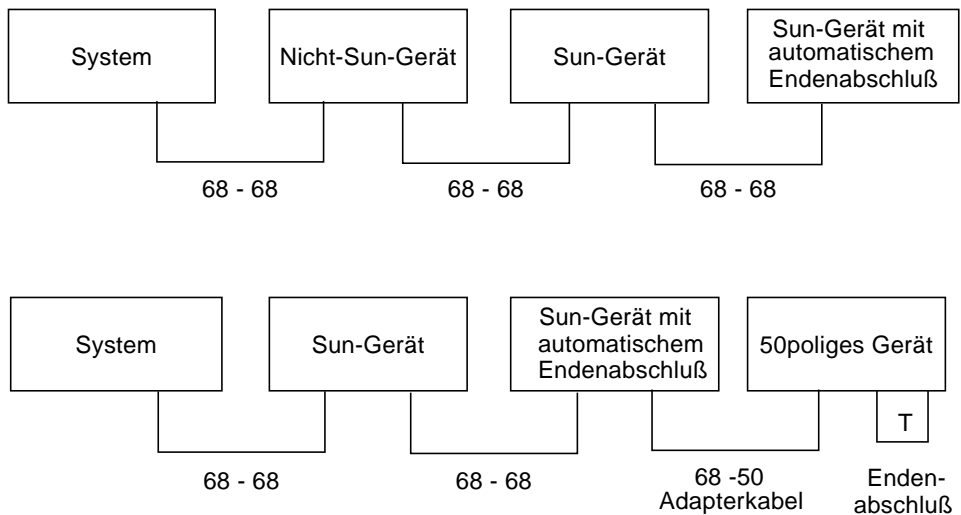 System
Nicht-Sun-Gerät
Sun-Gerät
Sun-Gerät mit
automatischem
Endenabschluß
68 - 68
68 - 68
68 - 68
System
Sun-Gerät
Sun-Gerät mit
automatischem
Endenabschluß
50poliges Gerät
T
68 - 68
68 - 68
68 -50
Adapterkabel
Enden-
abschluß